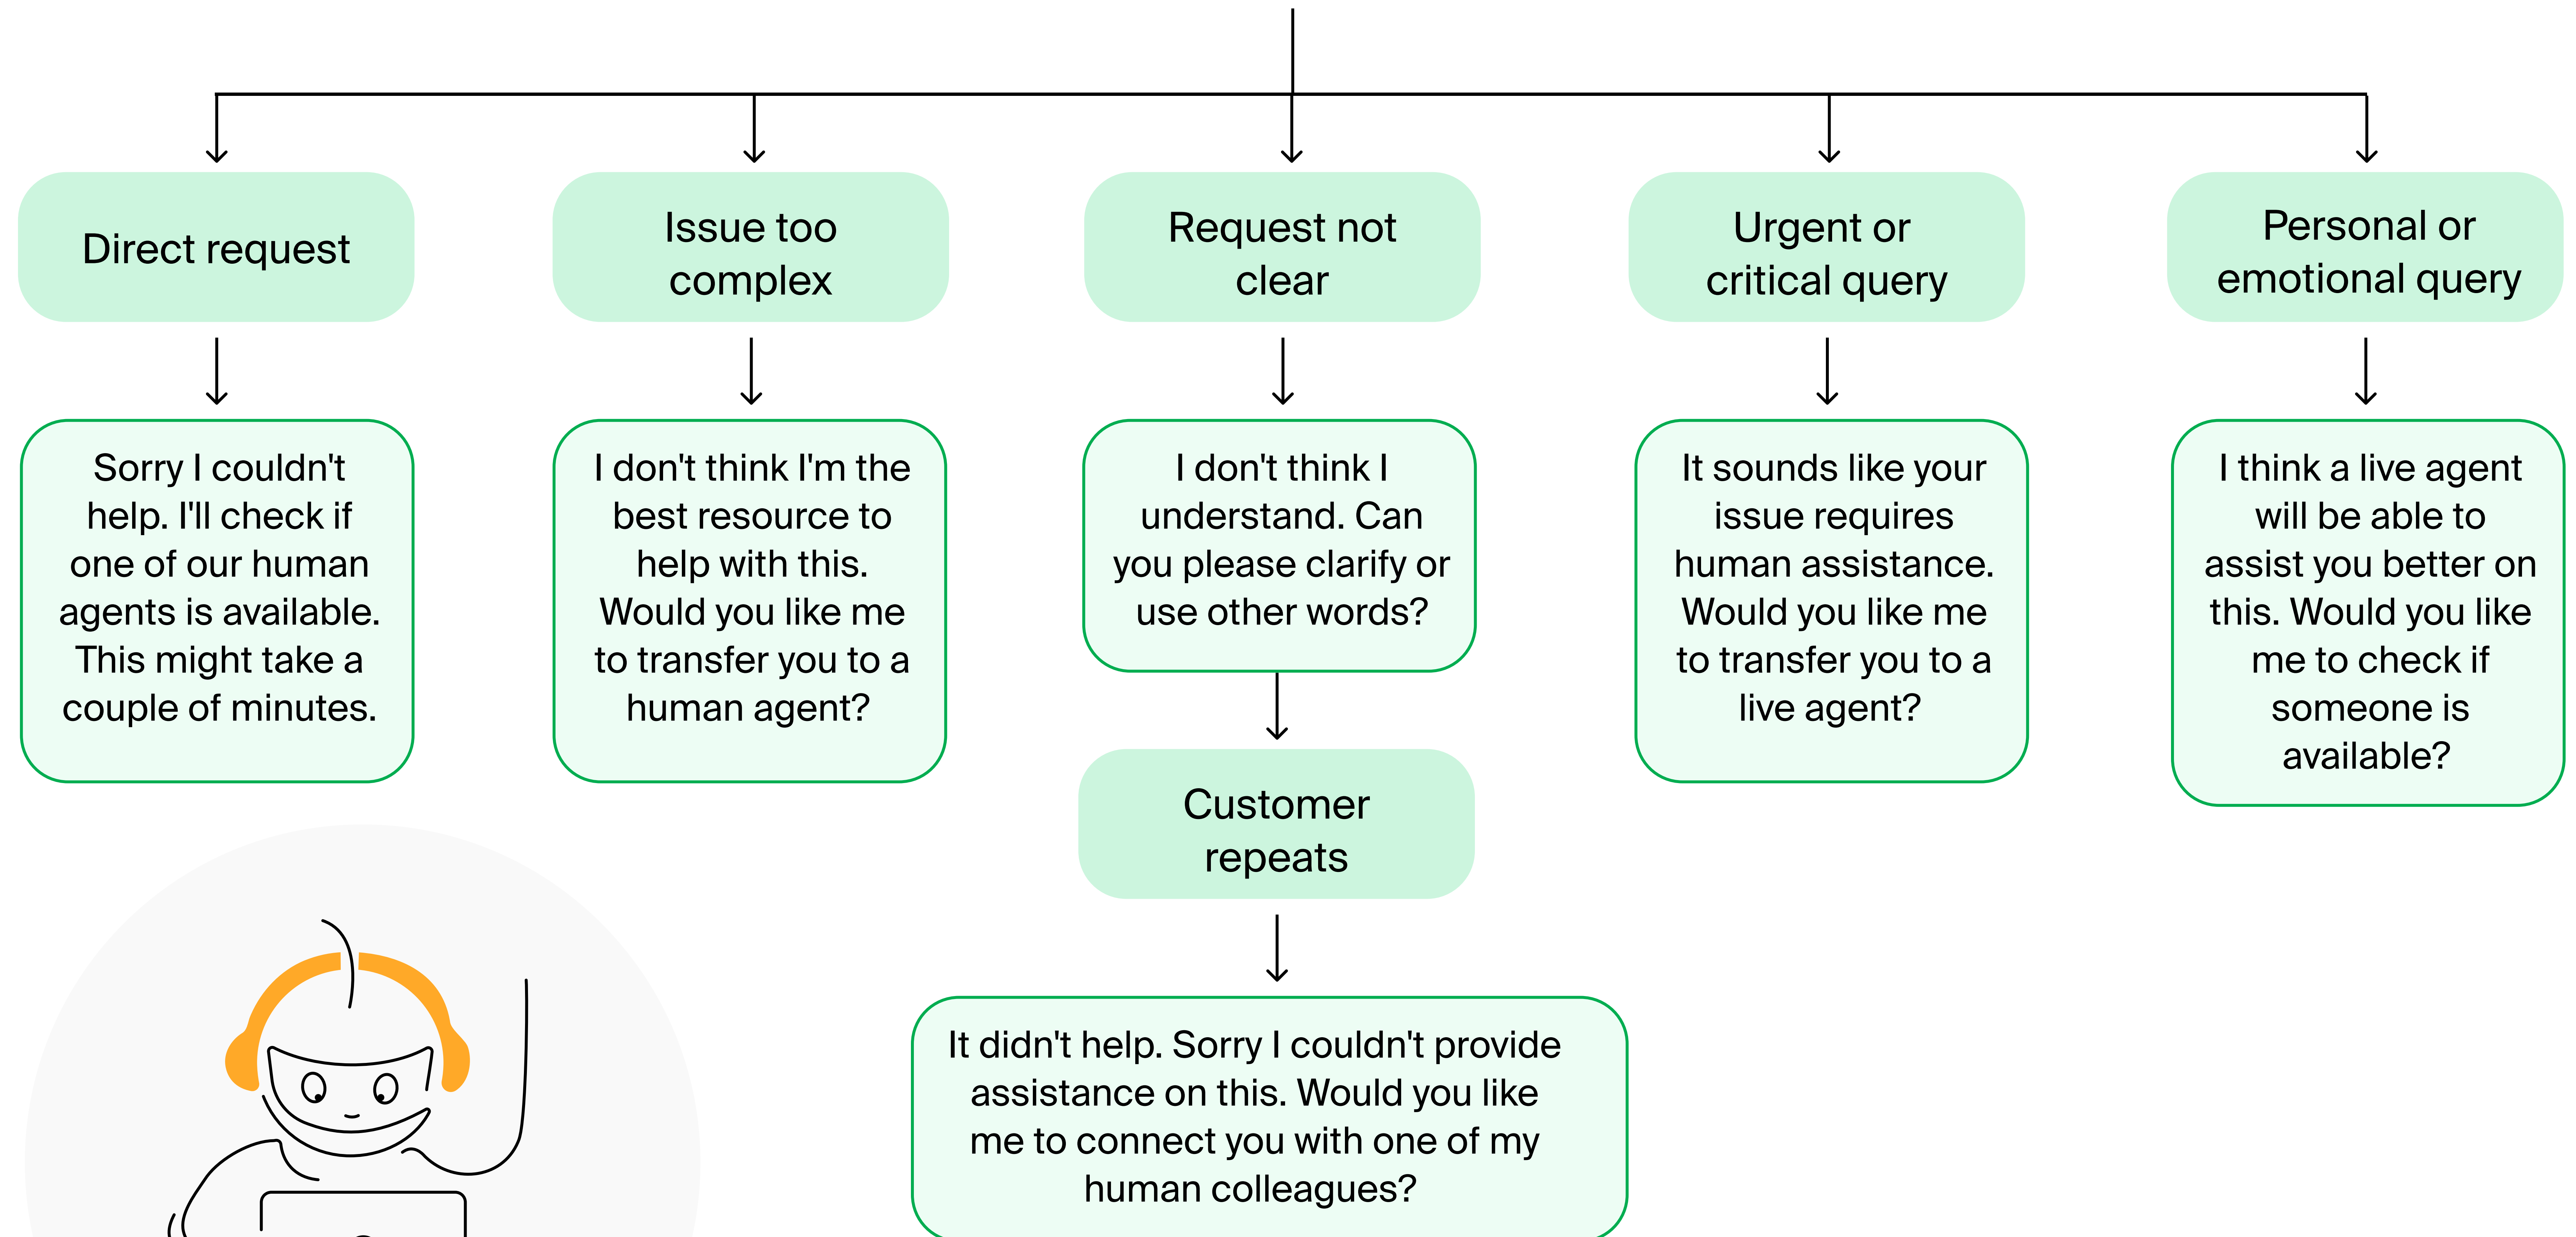 Direct request
Issue too
complex
Request not
clear
Urgent or
critical query
Personal or
emotional query
Sorry I couldn't
help. I'll check if
one of our human
agents is available.
This might take a
couple of minutes.
I don't think I'm the
best resource to
help with this.
Would you like me
to transfer you to a
human agent?
I don't think I
understand. Can
you please clarify or
use other words?
It sounds like your
issue requires
human assistance.
Would you like me
to transfer you to a
live agent?
I think a live agent
will be able to
assist you better on
this. Would you like
me to check if
someone is
available?
Customer
repeats
It didn't help. Sorry I couldn't provide
assistance on this. Would you like
me to connect you with one of my
human colleagues?